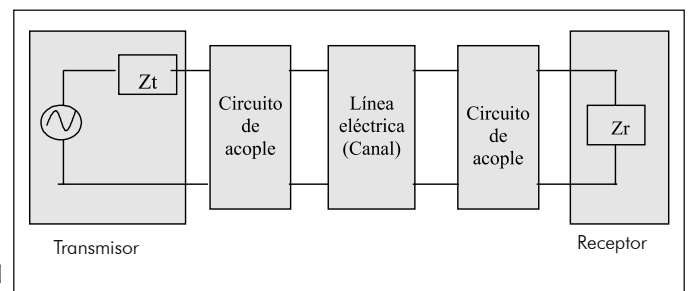 Zt
Circuito
de
acople
Línea
eléctrica
(Canal)
Circuito
de
acople
Zr
Transmisor
Receptor